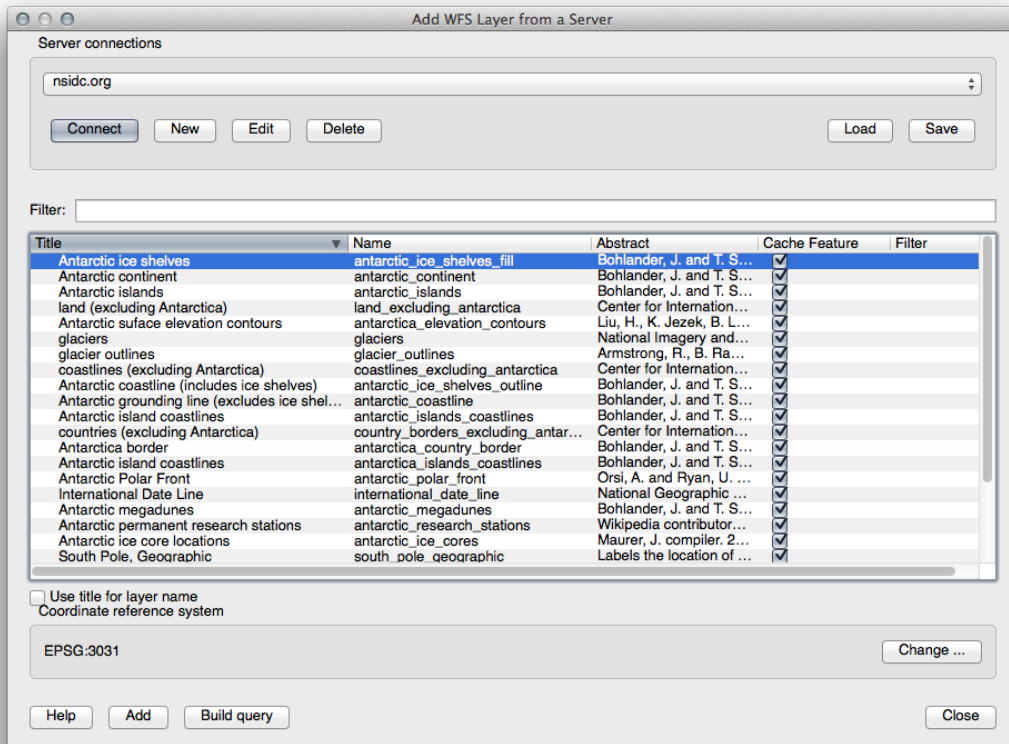 Add WFS Layer from a Server
Server connections
nsidc.org
Connect New Edit Delete Load Save
Filter:
Title Name Abstract Cache Feature Filter
Antarctic ice shelves antarctic_ice_shelves_fill Bohlander, J. and T. S...
Antarctic continent antarctic_continent Bohlander, J. and T. S...
Antarctic islands antarctic_islands Bohlander, J. and T. S...
land (excluding Antarctica) land_excluding_antarctica Center for Internation...
Antarctic suface elevation contours antarctica_elevation_contours Liu, H., K. Jezek, B. L...
glaciers glaciers National Imagery and...
glacier outlines glacier_outlines Armstrong, R., B. Ra...
coastlines (excluding Antarctica) coastlines_excluding_antarctica Center for Internation...
Antarctic coastline (includes ice shelves) antarctic_ice_shelves_outline Bohlander, J. and T. S...
Antarctic grounding line (excludes ice shel... antarctic_coastline Bohlander, J. and T. S...
Antarctic island coastlines antarctic_islands_coastlines Bohlander, J. and T. S...
countries (excluding Antarctica) country_borders_excluding_antar... Center for Internation...
Antarctica border antarctica_country_border Bohlander, J. and T. S...
Antarctic island coastlines antarctica_islands_coastlines Bohlander, J. and T. S...
Antarctic Polar Front antarctic_polar_front Orsi, A. and Ryan, U. ...
International Date Line international_date_line National Geographic ...
Antarctic megadunes antarctic_megadunes Bohlander, J. and T. S...
Antarctic permanent research stations antarctic_research_stations Wikipedia contributor...
Antarctic ice core locations antarctic_ice_cores Maurer, J. compiler. 2...
South Pole, Geographic south_pole_geographic Labels the location of ...
Use title for layer name
Coordinate reference system
EPSG:3031 Change ...
Help Add Build query Close